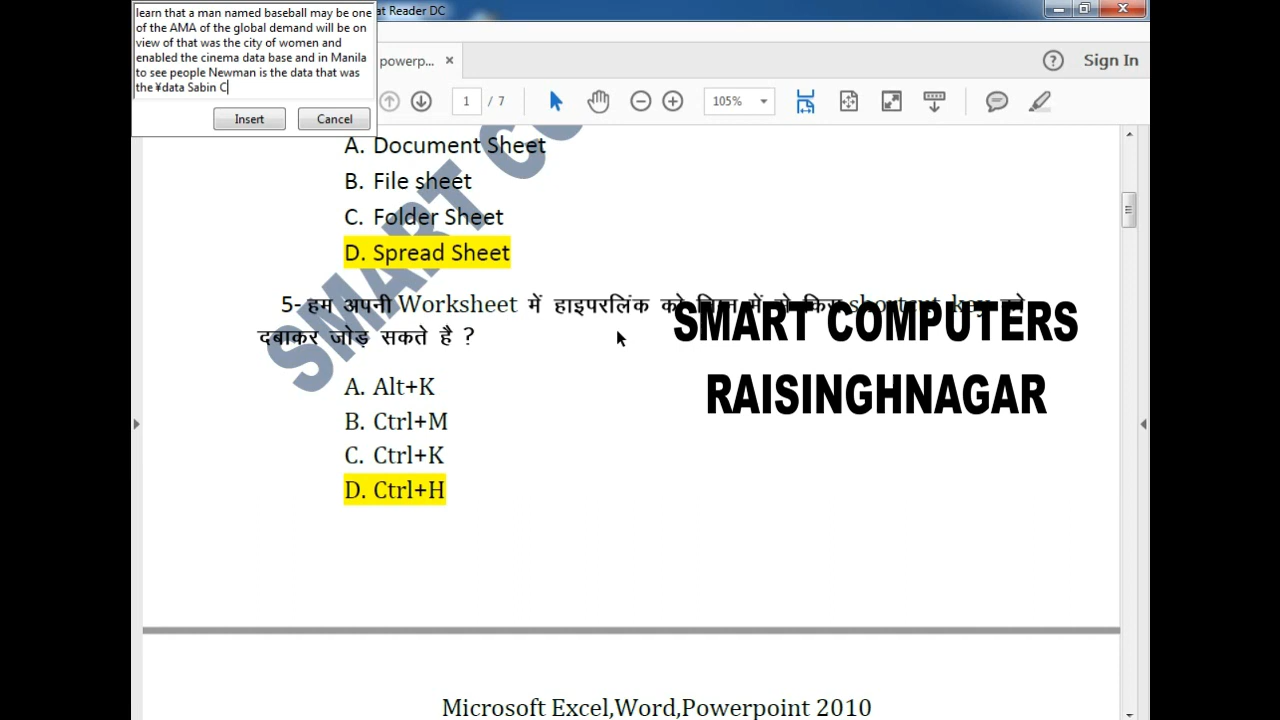 learn that a man named baseball may be one
of the AMA of the global demand will be on
view of that was the city of women and
enabled the cinema data base and in Manila
to see people Newman is the data that was
the ¥data Sabin C
Insert Cancel
at Reader DC
powerp... ×
Sign In
1 / 7
105%
A. Document Sheet
B. File sheet
C. Folder Sheet
D. Spread Sheet
SMART CO
5- हम अपनी Worksheet में हाइपरलिंक को निम्न में से किस shortcut key को
दबाकर जोड़ सकते है ?
SMART COMPUTERS
RAISINGHNAGAR
A. Alt+K
B. Ctrl+M
C. Ctrl+K
D. Ctrl+H
Microsoft Excel,Word,Powerpoint 2010